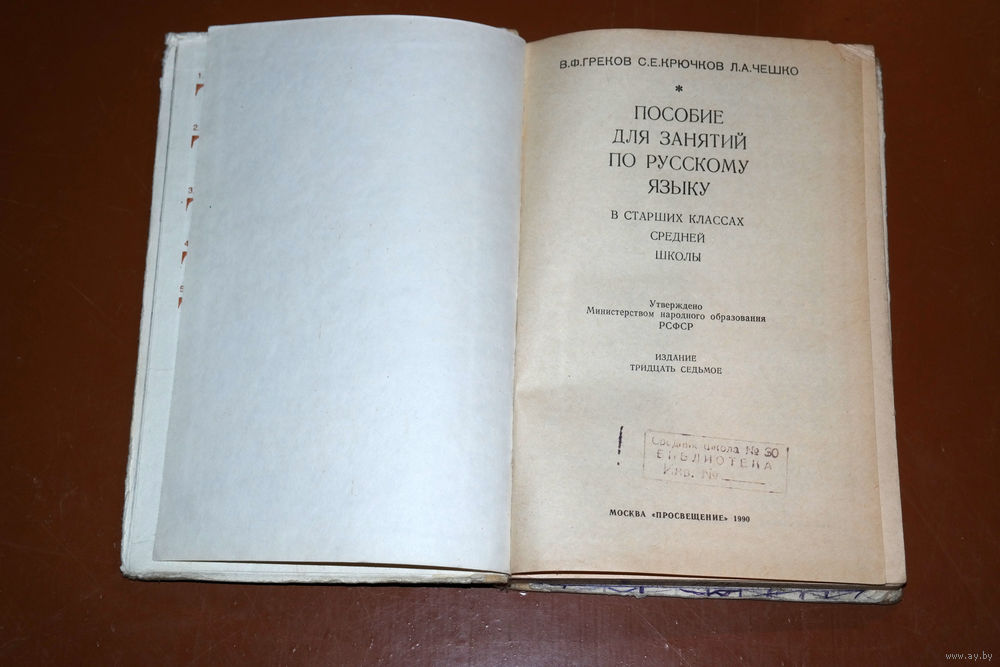 1.
2.
3.
4
5
В.Ф.ГРЕКОВ С.Е.КРЮЧКОВ Л.А.ЧЕШКО
*
ПОСОБИЕ
ДЛЯ ЗАНЯТИЙ
ПО РУССКОМУ
ЯЗЫКУ
В СТАРШИХ КЛАССАХ
СРЕДНЕЙ
ШКОЛЫ
Утверждено
Министерством народного образования
РСФСР
ИЗДАНИЕ
ТРИДЦАТЬ СЕДЬМОЕ
Средняя школа № 30
БИБЛИОТЕКА
Инв. №
МОСКВА «ПРОСВЕЩЕНИЕ» 1990
www.ay.by